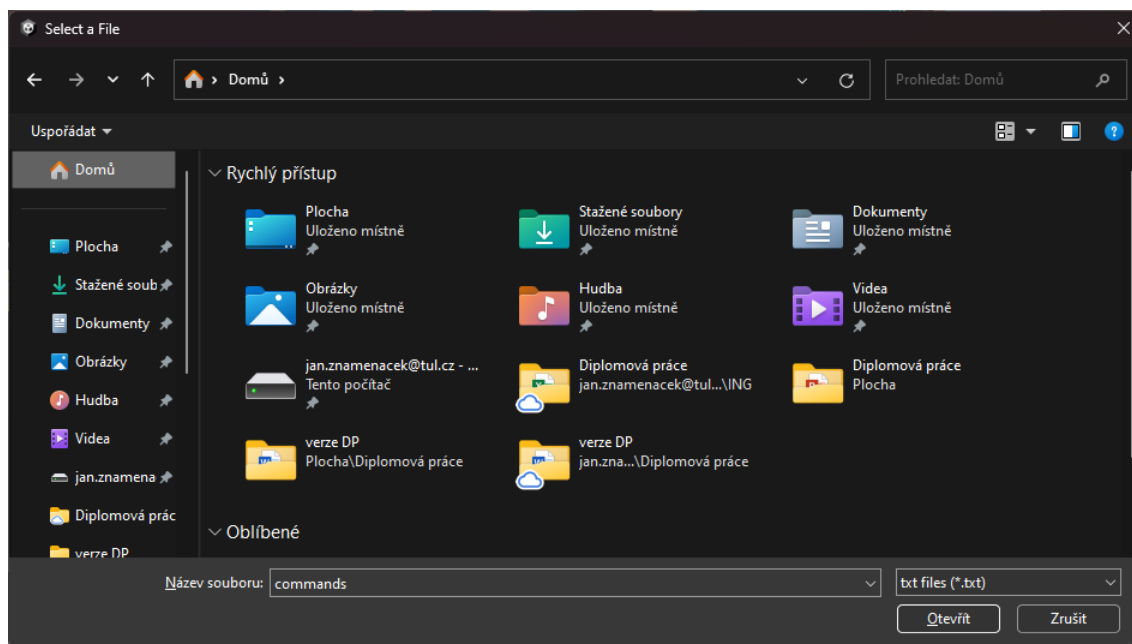 Select a File
Domů
Prohledat: Domů
Uspořádat
Domů
Plocha
Stažené soub
Dokumenty
Obrázky
Hudba
Videa
jan.znamena
Diplomová prác
verze DP
Rychlý přístup
Plocha
Uloženo místně
Stažené soubory
Uloženo místně
Dokumenty
Uloženo místně
Obrázky
Uloženo místně
Hudba
Uloženo místně
Videa
Uloženo místně
jan.znamenacek@tul.cz - ...
Tento počítač
Diplomová práce
jan.znamenacek@tul...\ING
Diplomová práce
Plocha
verze DP
Plocha\Diplomová práce
verze DP
jan.zna...\Diplomová práce
Oblíbené
Název souboru: commands
txt files (*.txt)
Otevřít
Zrušit